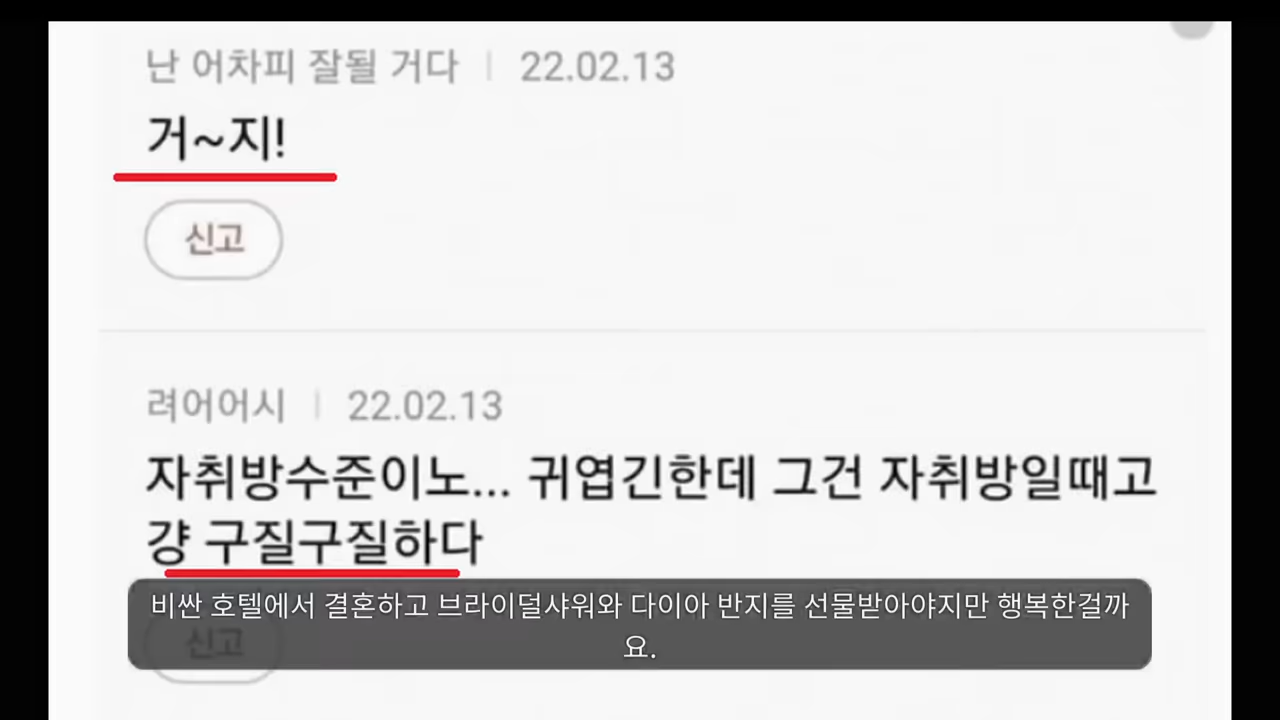 난 어차피 잘될 거다 | 22.02.13
거~지!
신고
려어어시 | 22.02.13
자취방수준이노... 귀엽긴한데 그건 자취방일때고
걍 구질구질하다
비싼 호텔에서 결혼하고 브라이덜샤워와 다이아 반지를 선물받아야지만 행복한걸까
요.
신고